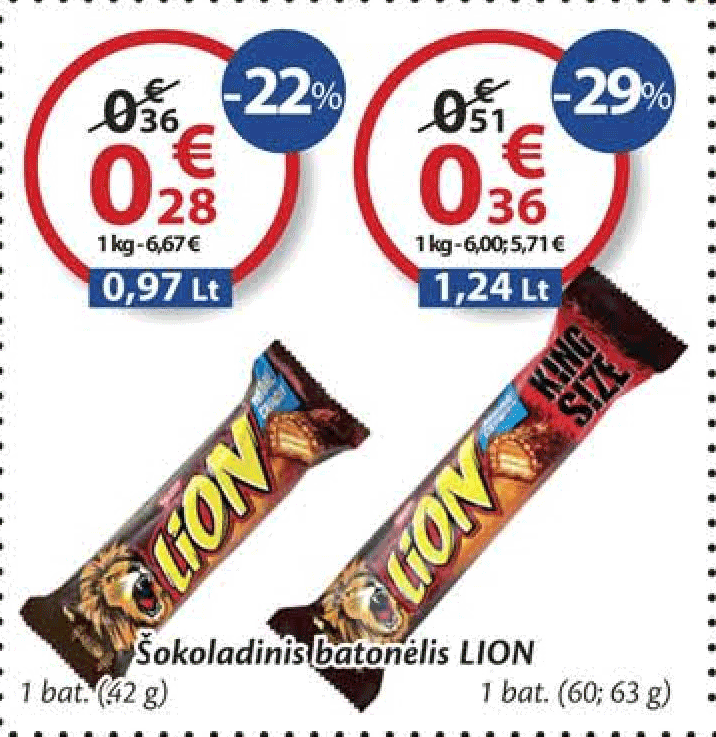 0€36 -22%
0€28
1 kg - 6,67 €
0,97 Lt
0€51 -29%
0€36
1 kg - 6,00; 5,71 €
1,24 Lt
KING
SIZE
LION
LION
Šokoladinis batonėlis LION
1 bat. (42 g)
1 bat. (60; 63 g)